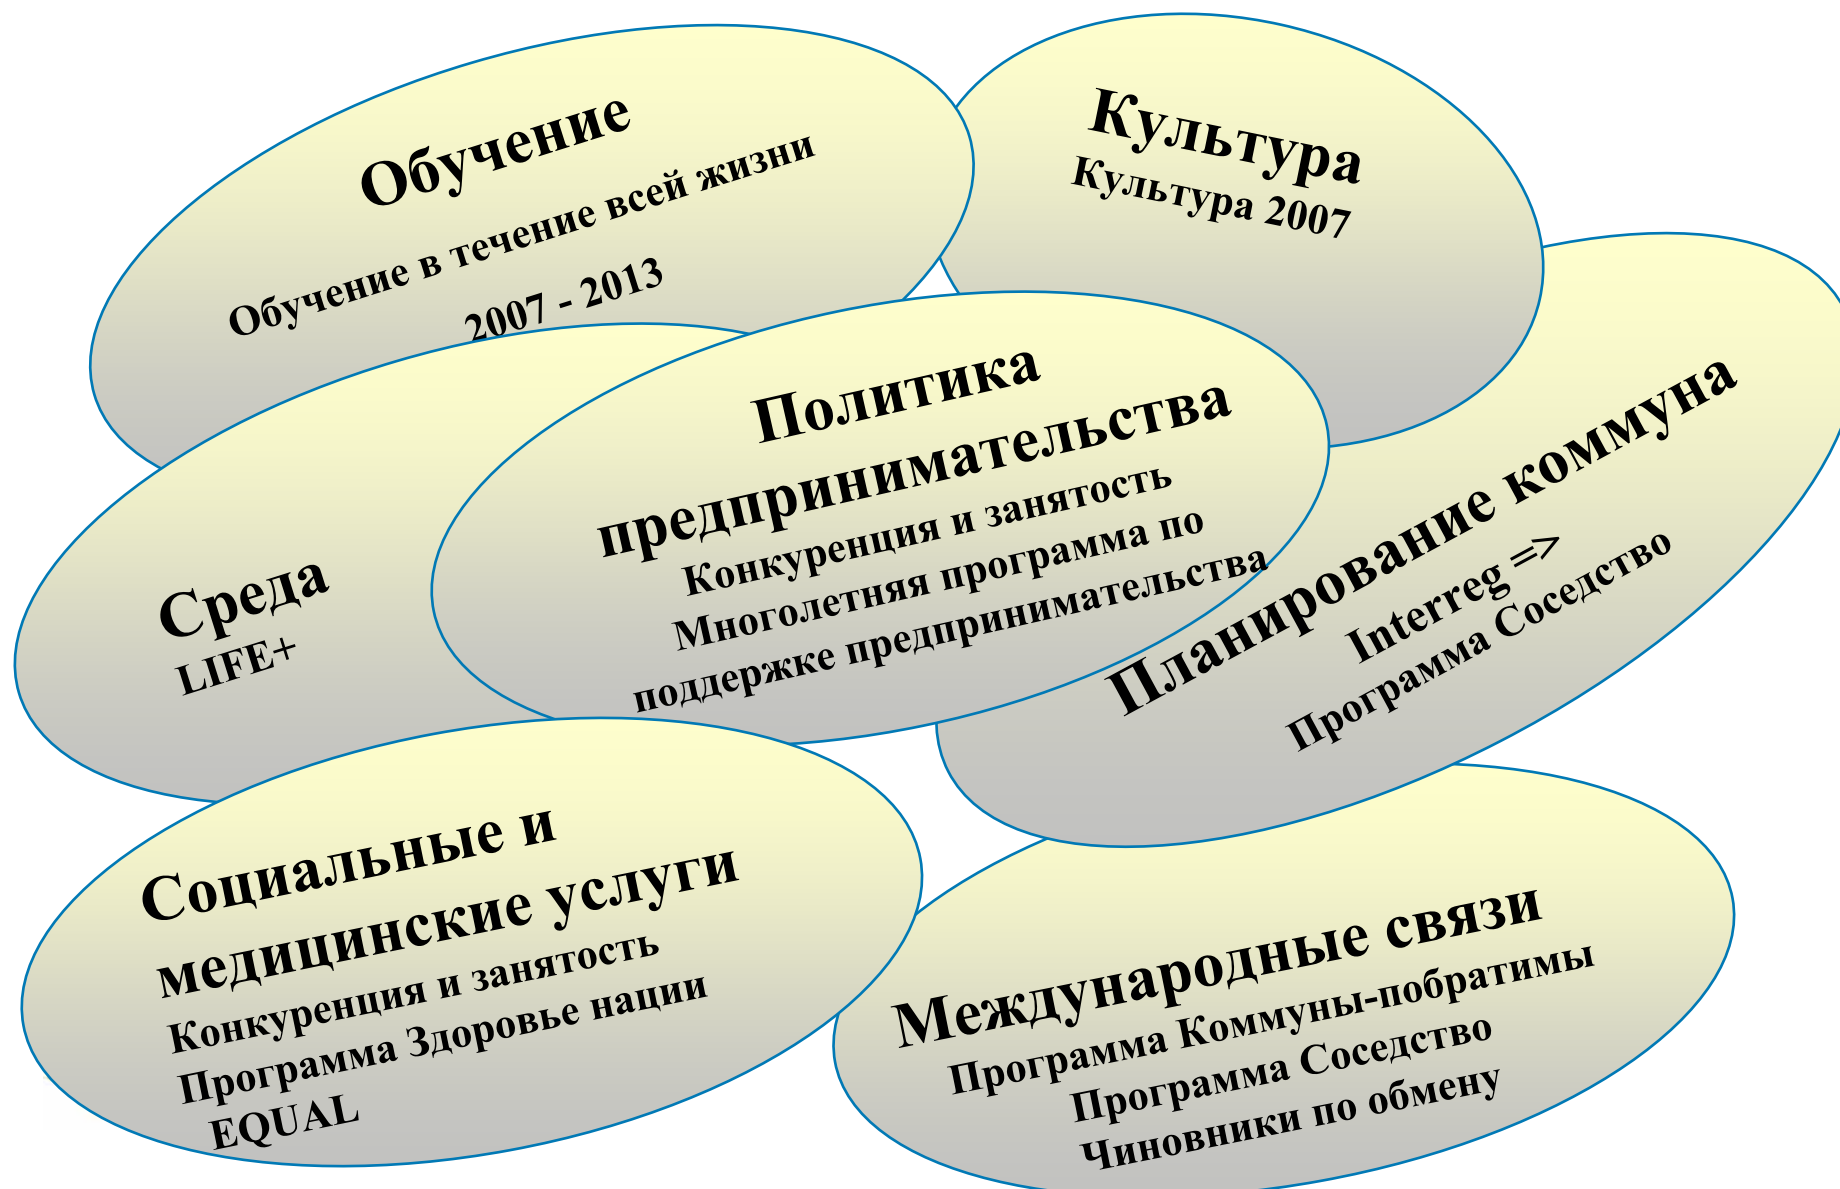 Обучение
Обучение в течение всей жизни
2007 - 2013
Культура
Культура 2007
Политика
предпринимательства
Конкуренция и занятость
Многолетняя программа по
поддержке предпринимательства
Планирование коммуна
Interreg =>
Программа Соседство
Среда
LIFE+
Социальные и
медицинские услуги
Конкуренция и занятость
Программа Здоровье нации
EQUAL
Международные связи
Программа Коммуны-побратимы
Программа Соседство
Чиновники по обмену